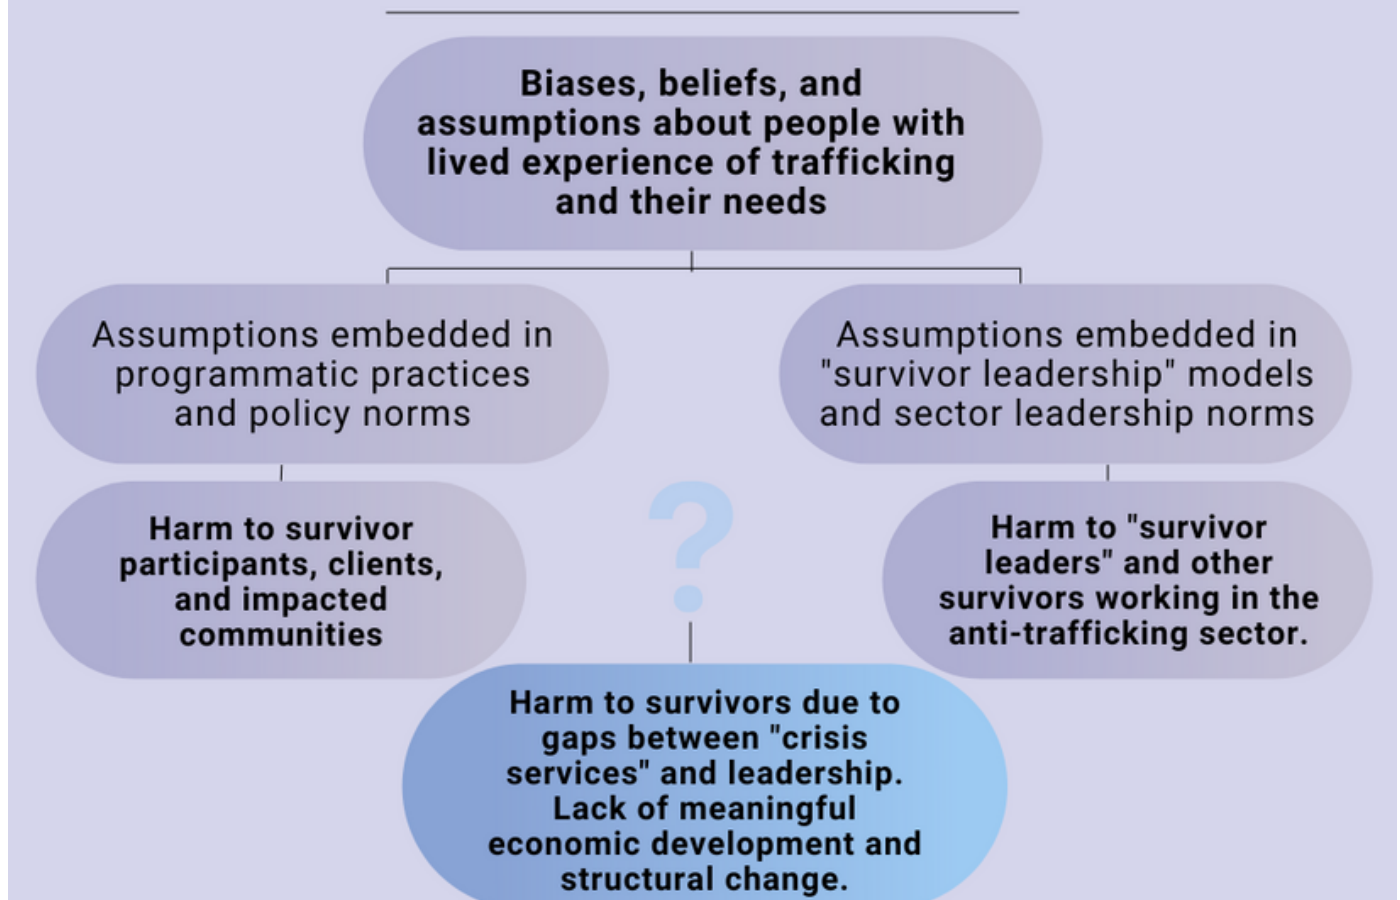 Biases, beliefs, and
assumptions about people with
lived experience of trafficking
and their needs
Assumptions embedded in
programmatic practices
and policy norms
Assumptions embedded in
"survivor leadership" models
and sector leadership norms
Harm to survivor
participants, clients,
and impacted
communities
?
Harm to "survivor
leaders" and other
survivors working in the
anti-trafficking sector.
Harm to survivors due to
gaps between "crisis
services" and leadership.
Lack of meaningful
economic development and
structural change.